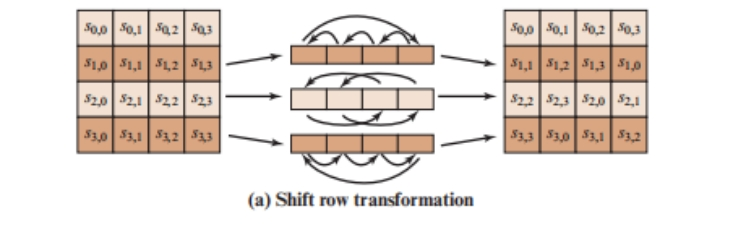 s0,0 s0,1 s0,2 s0,3 s0,0 s0,1 s0,2 s0,3
s1,0 s1,1 s1,2 s1,3 s1,1 s1,2 s1,3 s1,0
s2,0 s2,1 s2,2 s2,3 s2,2 s2,3 s2,0 s2,1
s3,0 s3,1 s3,2 s3,3 s3,3 s3,0 s3,1 s3,2
(a) Shift row transformation